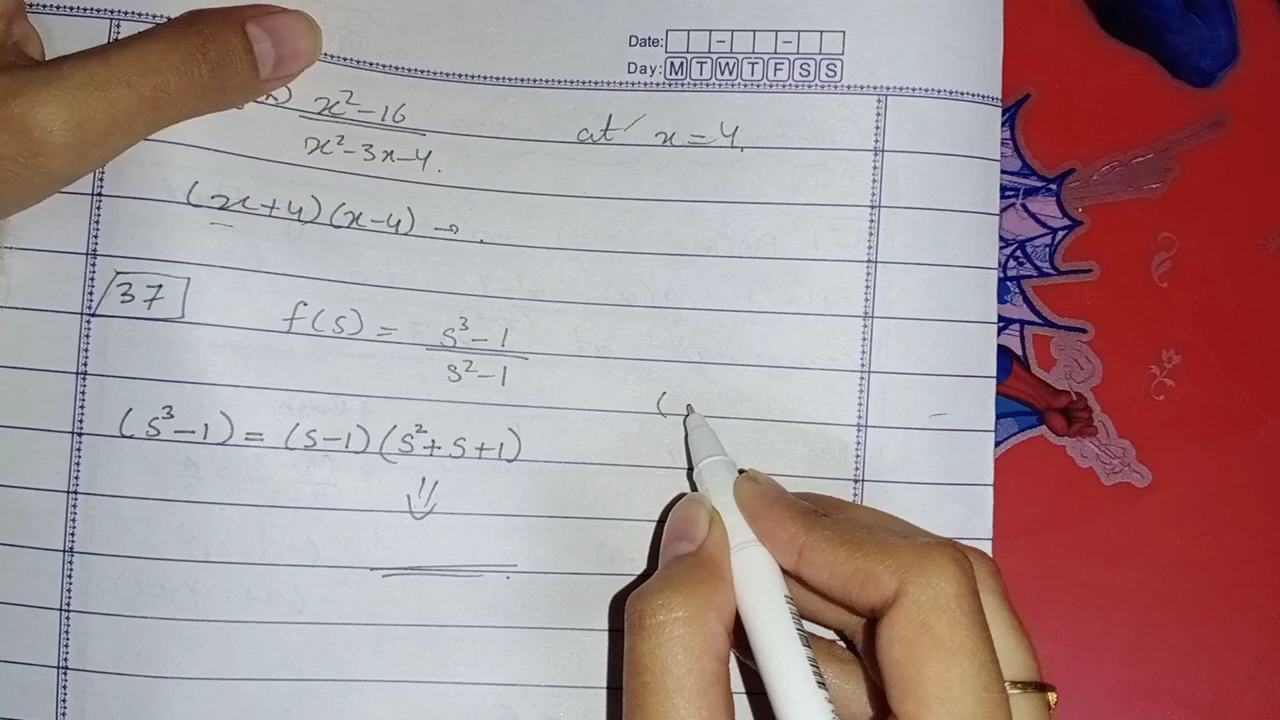 Date: - -
Day: M T W T F S S
x²-16 / x²-3x-4. at x=4.
(x+4)(x-4) →.
37 f(s) = s³-1 / s²-1
(s³-1) = (s-1)(s²+s+1)
(